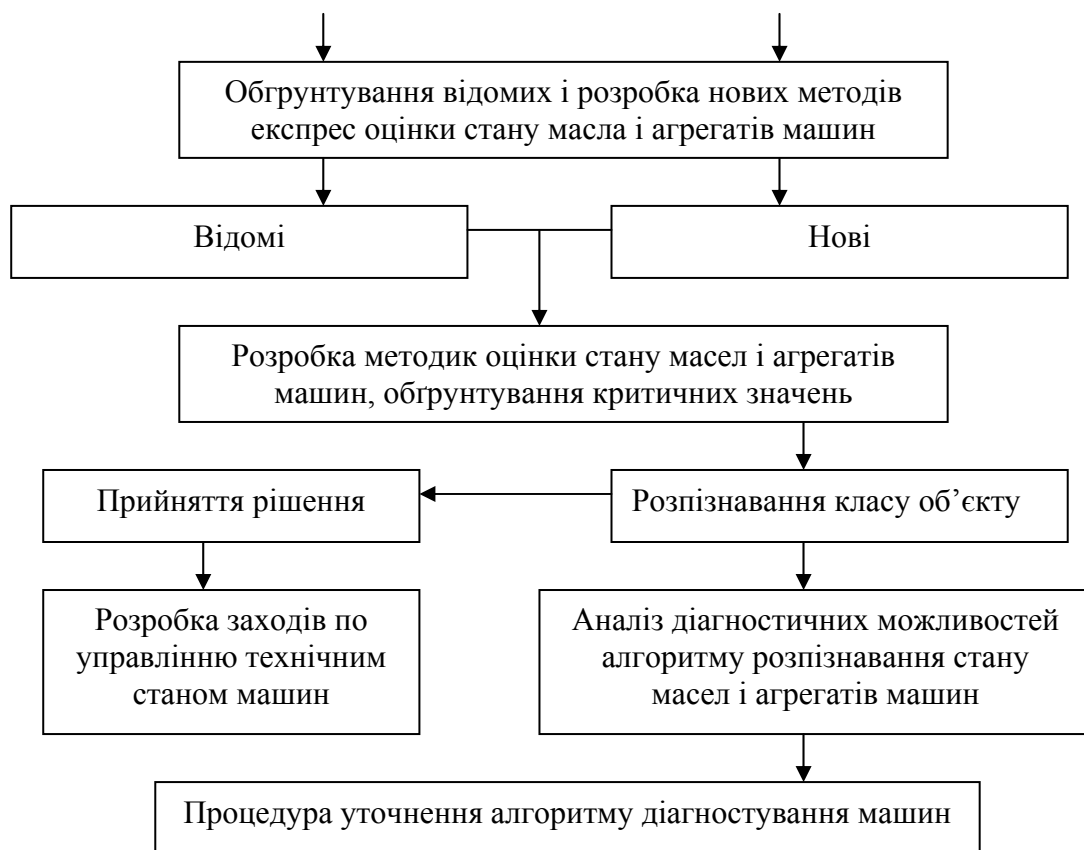 Обгрунтування відомих і розробка нових методів
експрес оцінки стану масла і агрегатів машин
Відомі
Нові
Розробка методик оцінки стану масел і агрегатів
машин, обґрунтування критичних значень
Прийняття рішення
Розпізнавання класу об’єкту
Розробка заходів по
управлінню технічним
станом машин
Аналіз діагностичних можливостей
алгоритму розпізнавання стану
масел і агрегатів машин
Процедура уточнення алгоритму діагностування машин